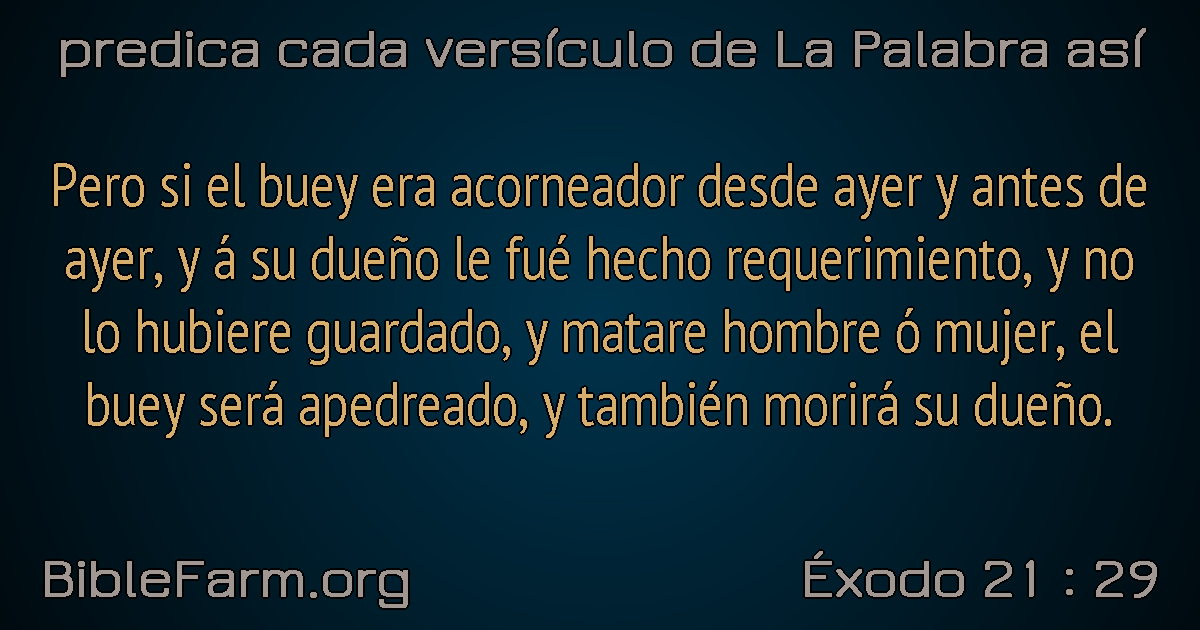 predica cada versículo de La Palabra así
Pero si el buey era acorneador desde ayer y antes de
ayer, y á su dueño le fué hecho requerimiento, y no
lo hubiere guardado, y matare hombre ó mujer, el
buey será apedreado, y también morirá su dueño.
BibleFarm.org
Éxodo 21 : 29